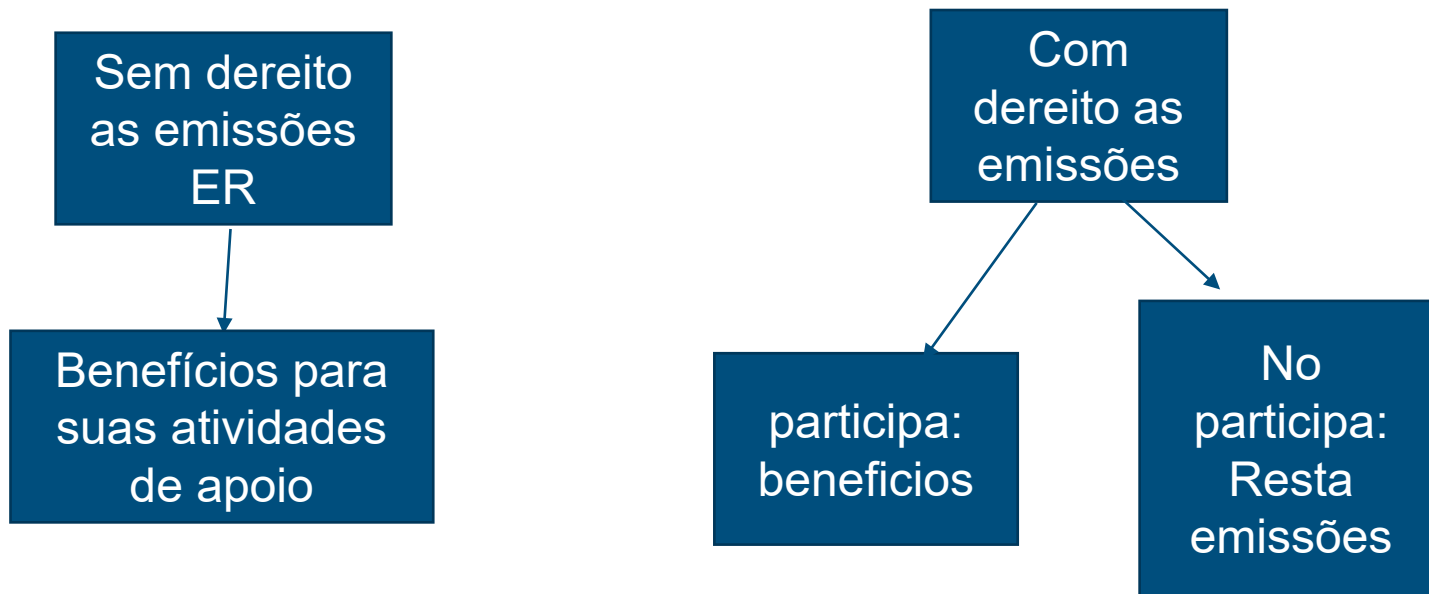 Sem dereito
as emissões
ER
Benefícios para
suas atividades
de apoio
Com
dereito as
emissões
participa:
beneficios
No
participa:
Resta
emissões